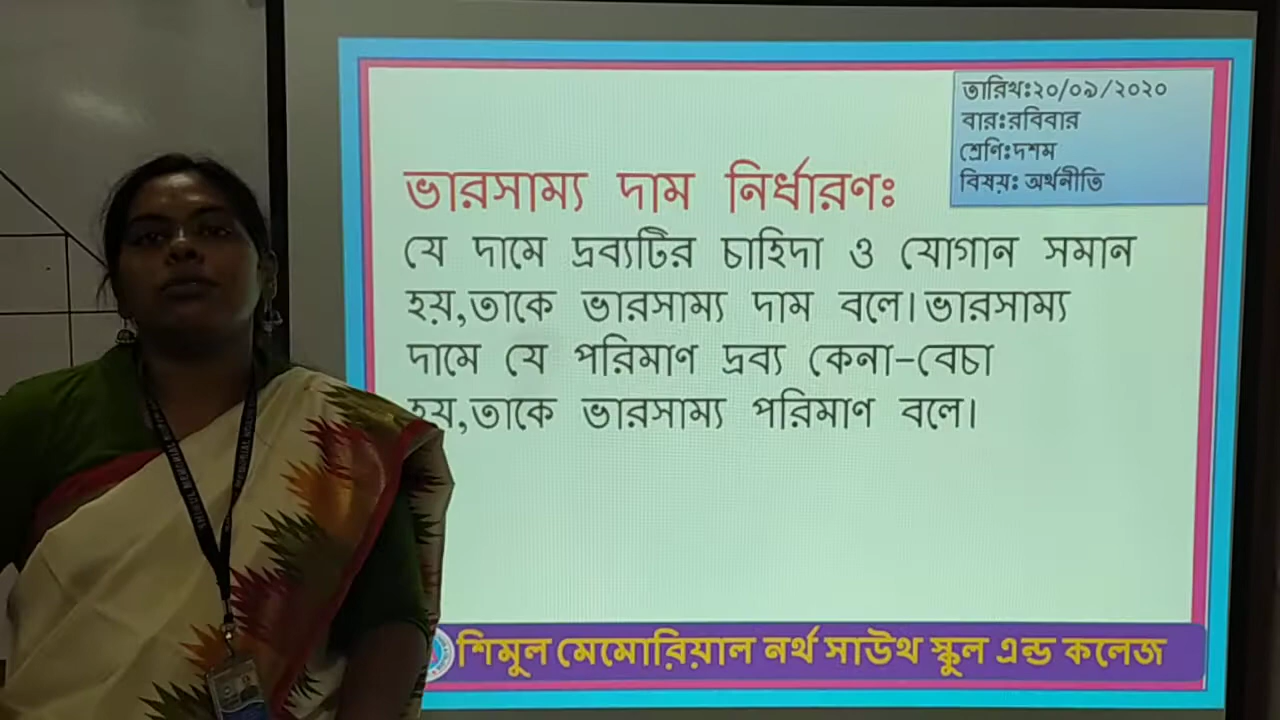 তারিখঃ২০/০৯/২০২০
বারঃরবিবার
শ্রেণিঃদশম
বিষয়ঃ অর্থনীতি
ভারসাম্য দাম নির্ধারণঃ
যে দামে দ্রব্যটির চাহিদা ও যোগান সমান
হয়,তাকে ভারসাম্য দাম বলে।ভারসাম্য
দামে যে পরিমাণ দ্রব্য কেনা-বেচা
হয়,তাকে ভারসাম্য পরিমাণ বলে।
শিমুল মেমোরিয়াল নর্থ সাউথ স্কুল এন্ড কলেজ